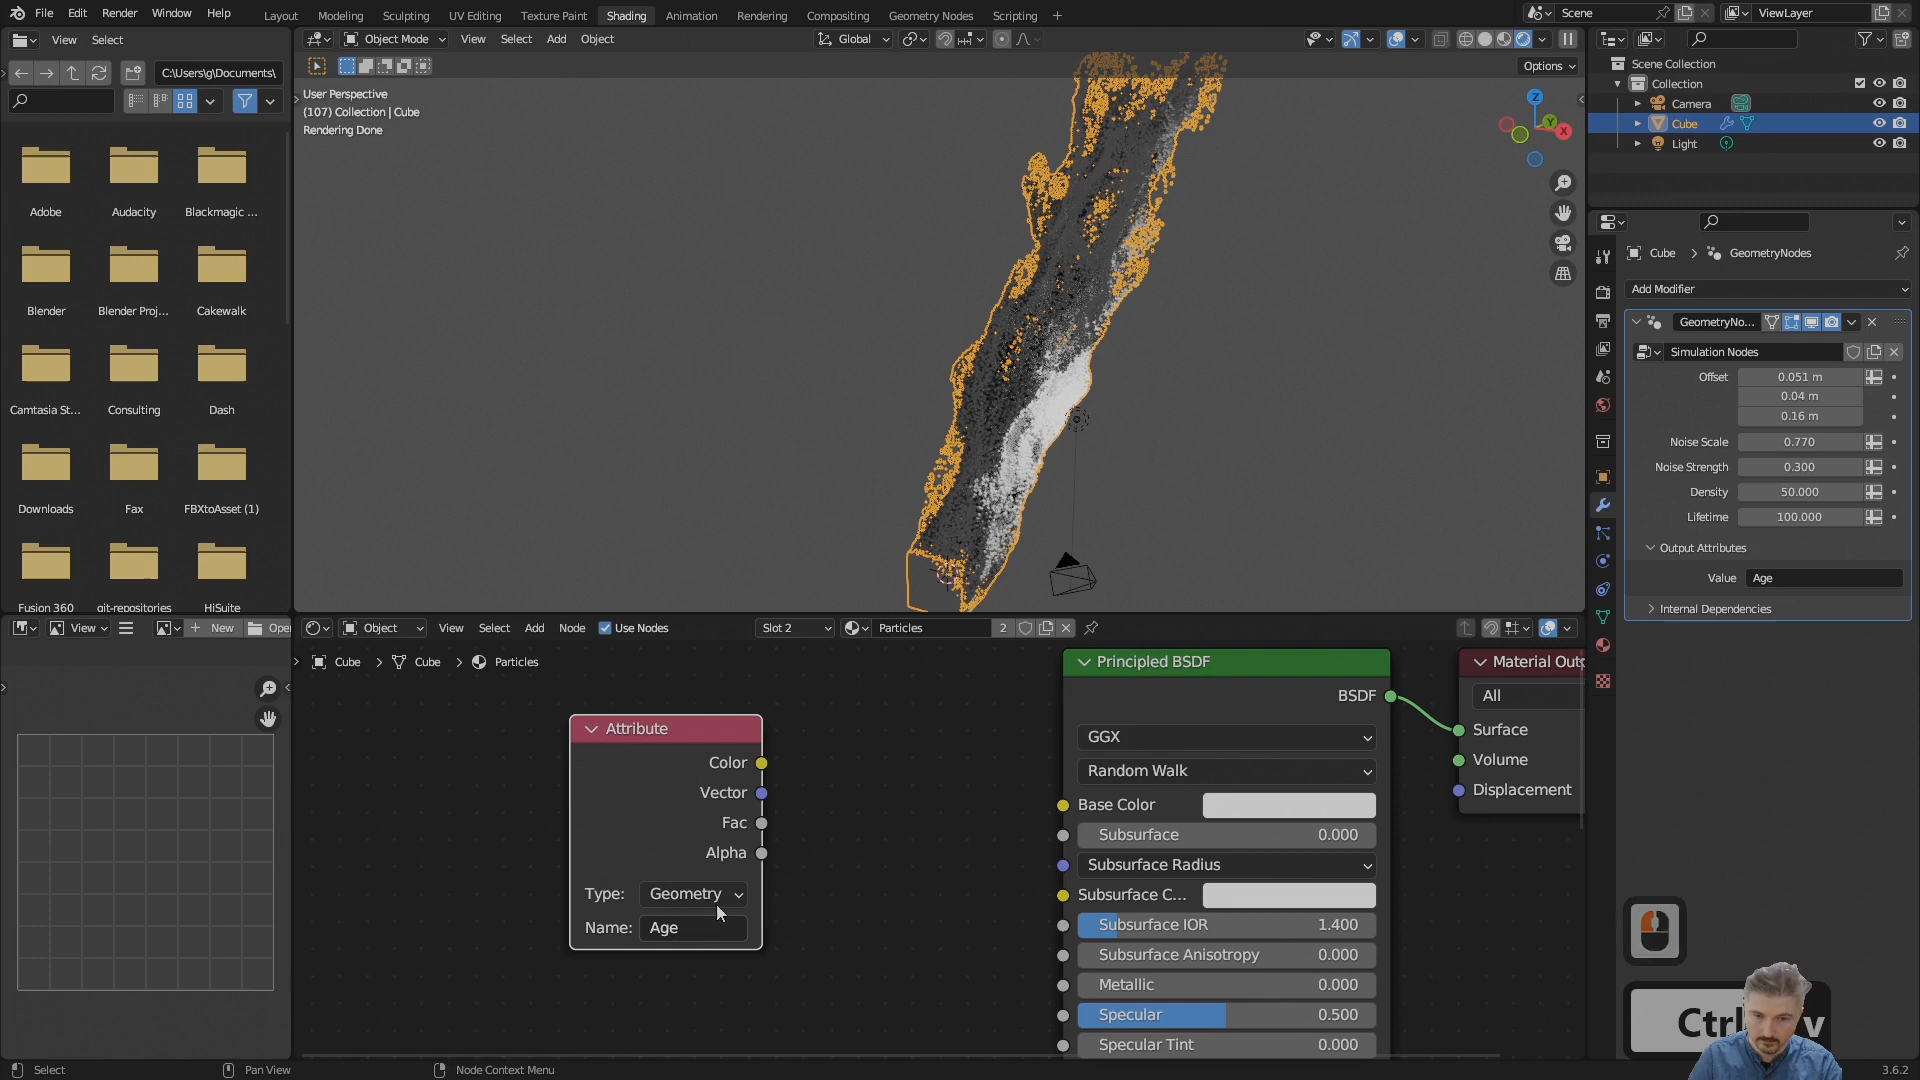 File Edit Render Window Help
Layout Modeling Sculpting UV Editing Texture Paint Shading Animation Rendering Compositing Geometry Nodes Scripting +
Scene
ViewLayer
View Select
C:\Users\g\Documents\
Adobe Audacity Blackmagic ...
Blender Blender Proj... Cakewalk
Camtasia St... Consulting Dash
Downloads Fax FBXtoAsset (1)
Fusion 360 git-repositories HiSuite
Object Mode View Select Add Object
Global
Options
User Perspective
(107) Collection | Cube
Rendering Done
Z
Y
X
Scene Collection
Collection
Camera
Cube
Light
Cube > GeometryNodes
Add Modifier
GeometryNo...
Simulation Nodes
Offset 0.051 m
0.04 m
0.16 m
Noise Scale 0.770
Noise Strength 0.300
Density 50.000
Lifetime 100.000
Output Attributes
Value Age
Internal Dependencies
View
+ New
Object View Select Add Node Use Nodes Slot 2 Particles 2
Cube > Cube > Particles
Attribute
Color
Vector
Fac
Alpha
Type: Geometry
Name: Age
Principled BSDF
BSDF
GGX
Random Walk
Base Color
Subsurface 0.000
Subsurface Radius
Subsurface C...
Subsurface IOR 1.400
Subsurface Anisotropy 0.000
Metallic 0.000
Specular 0.500
Specular Tint 0.000
All
Surface
Volume
Displacement
Select Pan View Node Context Menu 3.6.2